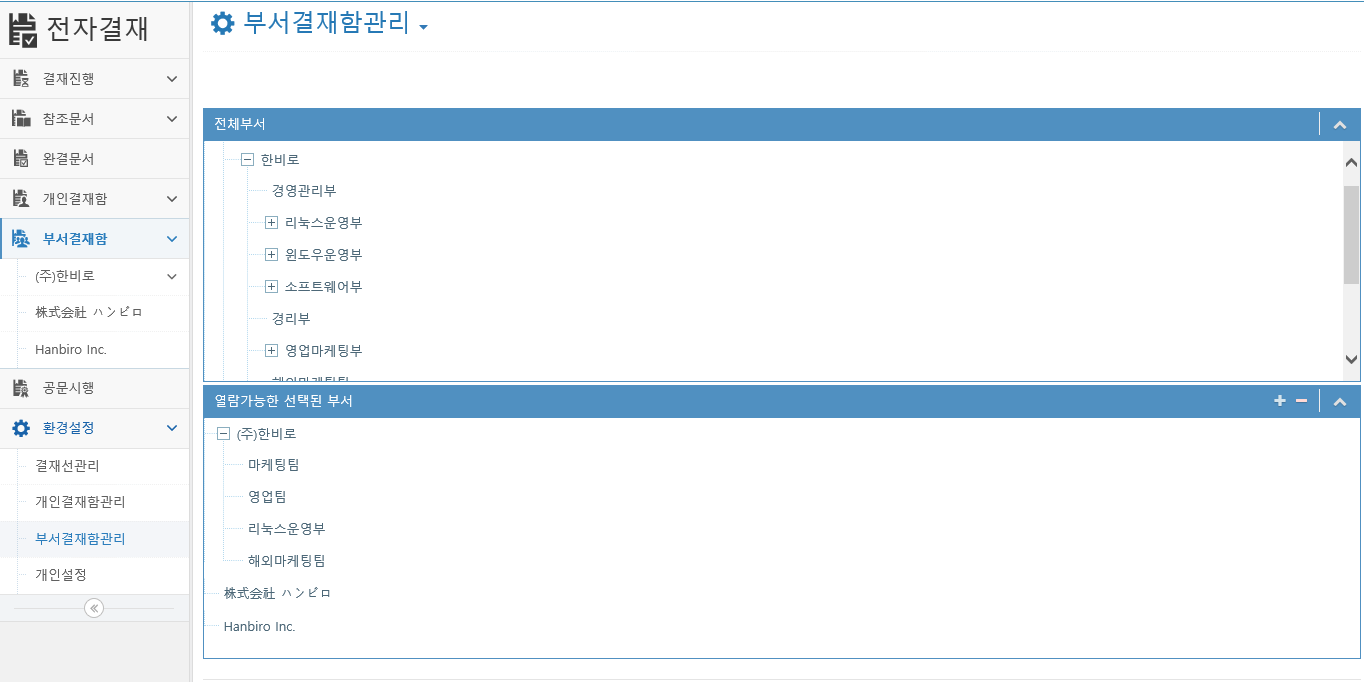 전자결재
결재진행
참조문서
완결문서
개인결재함
부서결재함
(주)한비로
株式会社 ハンビロ
Hanbiro Inc.
공문시행
환경설정
결재선관리
개인결재함관리
부서결재함관리
개인설정
부서결재함관리
전체부서
한비로
경영관리부
리눅스운영부
윈도우운영부
소프트웨어부
경리부
영업마케팅부
해외마케팅팀
열람가능한 선택된 부서
(주)한비로
마케팅팀
영업팀
리눅스운영부
해외마케팅팀
株式会社 ハンビロ
Hanbiro Inc.